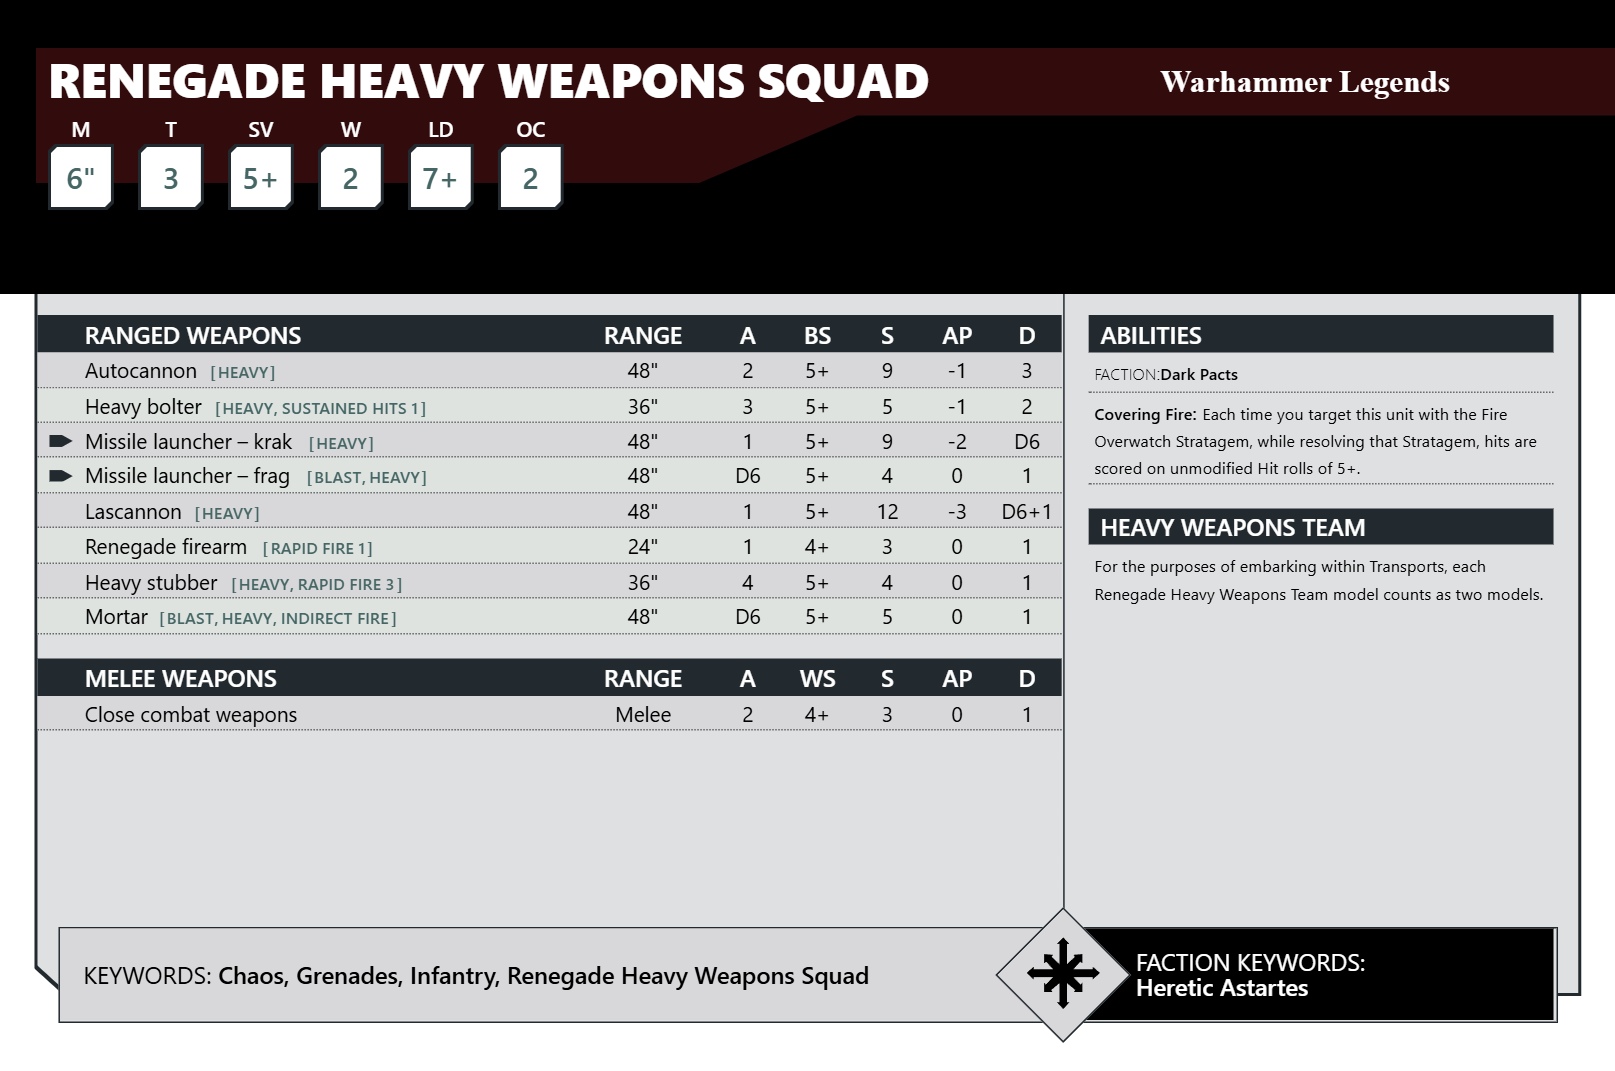 RENEGADE HEAVY WEAPONS SQUAD
Warhammer Legends
M T SV W LD OC
6" 3 5+ 2 7+ 2
RANGED WEAPONS RANGE A BS S AP D
Autocannon [HEAVY] 48" 2 5+ 9 -1 3
Heavy bolter [HEAVY, SUSTAINED HITS 1] 36" 3 5+ 5 -1 2
Missile launcher – krak [HEAVY] 48" 1 5+ 9 -2 D6
Missile launcher – frag [BLAST, HEAVY] 48" D6 5+ 4 0 1
Lascannon [HEAVY] 48" 1 5+ 12 -3 D6+1
Renegade firearm [RAPID FIRE 1] 24" 1 4+ 3 0 1
Heavy stubber [HEAVY, RAPID FIRE 3] 36" 4 5+ 4 0 1
Mortar [BLAST, HEAVY, INDIRECT FIRE] 48" D6 5+ 5 0 1
MELEE WEAPONS RANGE A WS S AP D
Close combat weapons Melee 2 4+ 3 0 1
ABILITIES
FACTION:Dark Pacts
Covering Fire: Each time you target this unit with the Fire
Overwatch Stratagem, while resolving that Stratagem, hits are
scored on unmodified Hit rolls of 5+.
HEAVY WEAPONS TEAM
For the purposes of embarking within Transports, each
Renegade Heavy Weapons Team model counts as two models.
KEYWORDS: Chaos, Grenades, Infantry, Renegade Heavy Weapons Squad
FACTION KEYWORDS:
Heretic Astartes